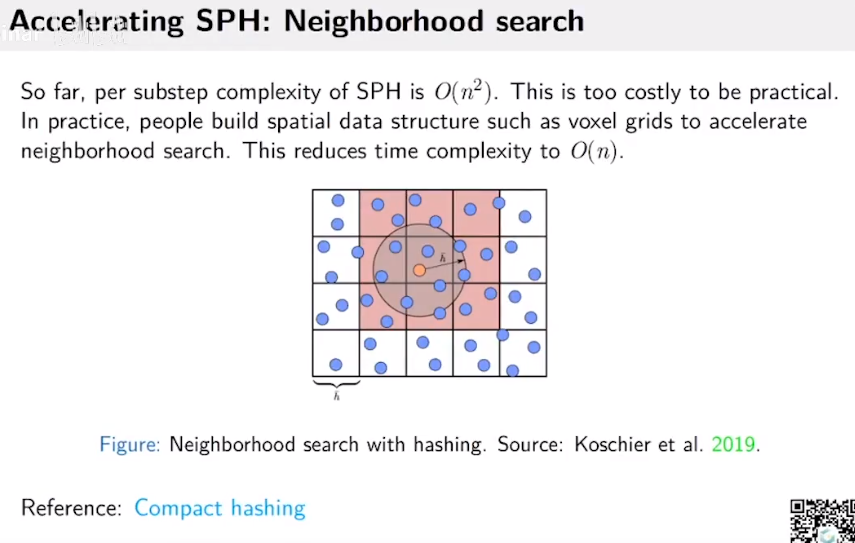 Accelerating SPH: Neighborhood search
So far, per substep complexity of SPH is O(n²). This is too costly to be practical.
In practice, people build spatial data structure such as voxel grids to accelerate
neighborhood search. This reduces time complexity to O(n).
ħ
ħ
Figure: Neighborhood search with hashing. Source: Koschier et al. 2019.
Reference: Compact hashing